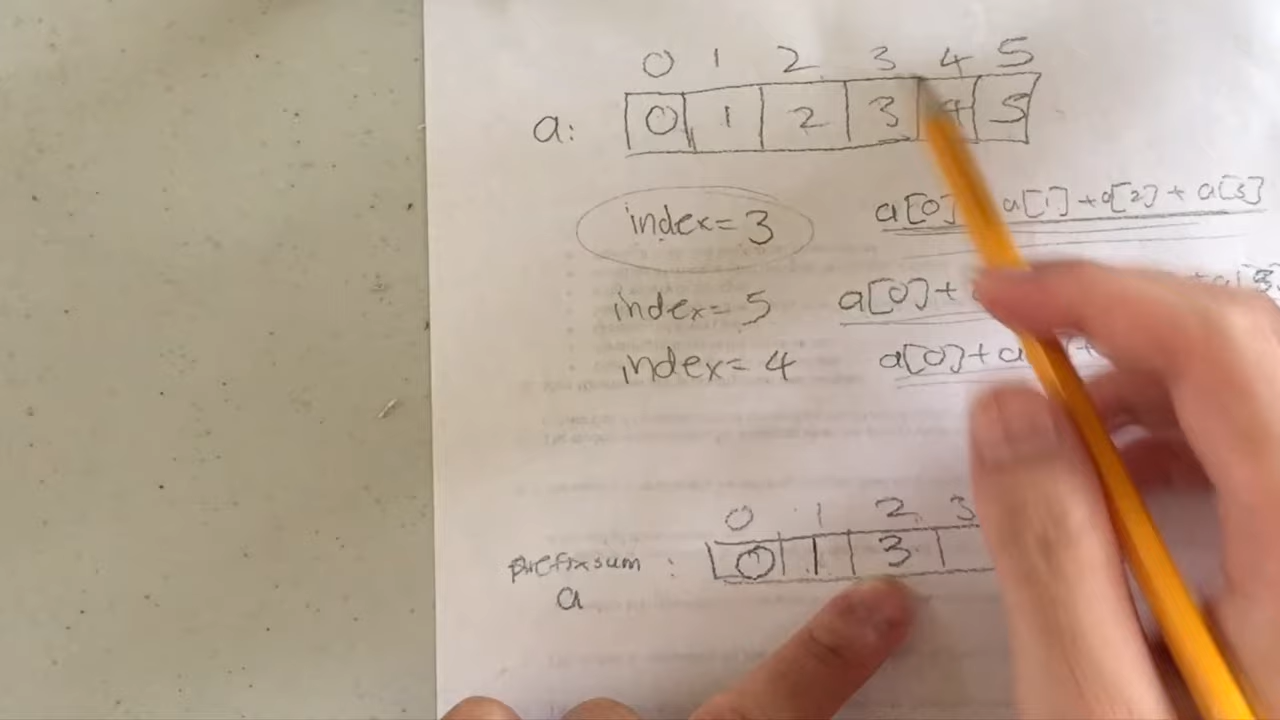 0 1 2 3 4 5
a: 0 1 2 3 4 5
index=3 a[0] a[1]+a[2]+a[3]
index=5 a[0]+
index=4 a[0]+a
0 1 2 3
prefixsum : 0 1 3
a